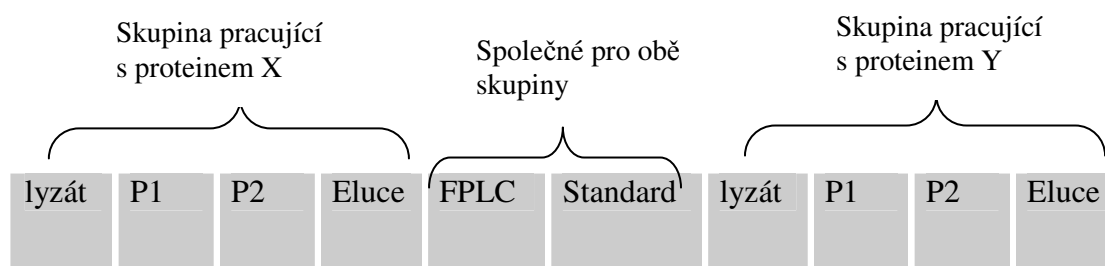 Skupina pracující
s proteinem X
Společné pro obě
skupiny
Skupina pracující
s proteinem Y
lyzát P1 P2 Eluce FPLC Standard lyzát P1 P2 Eluce